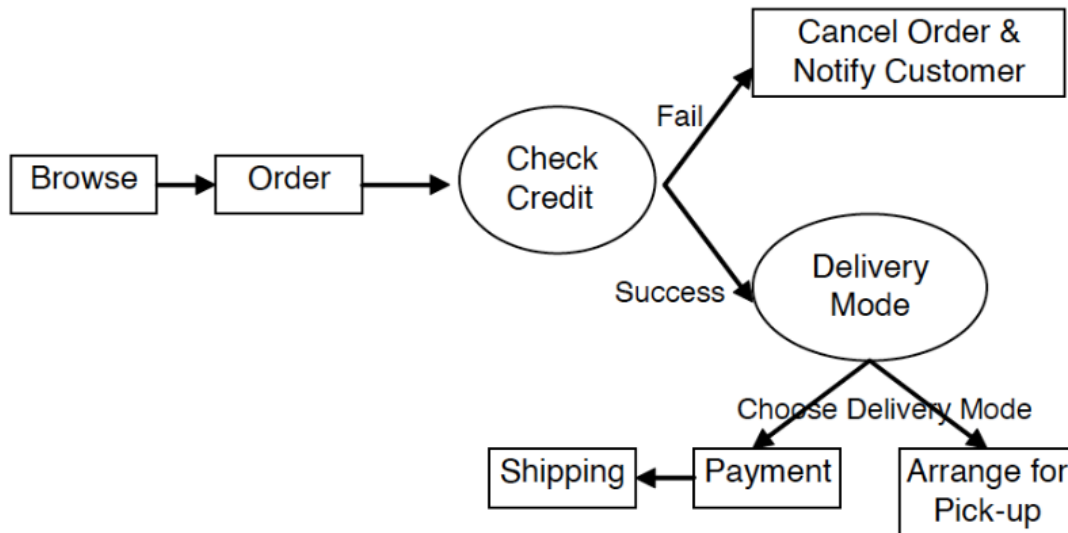 Cancel Order &
Notify Customer
Fail
Browse
Order
Check
Credit
Success
Delivery
Mode
Choose Delivery Mode
Shipping
Payment
Arrange for
Pick-up